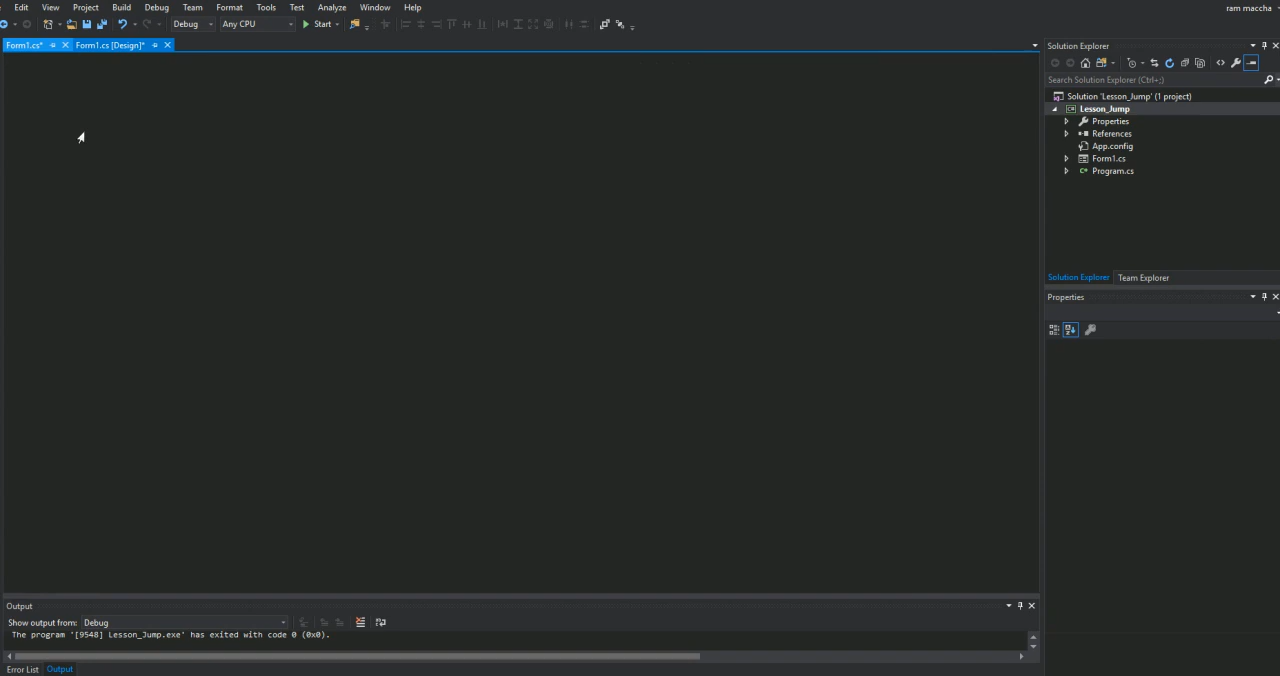 Edit View Project Build Debug Team Format Tools Test Analyze Window Help ram maccha
Debug Any CPU Start
Form1.cs* Form1.cs [Design]*
Solution Explorer
Search Solution Explorer (Ctrl+;)
Solution 'Lesson_Jump' (1 project)
Lesson_Jump
Properties
References
App.config
Form1.cs
Program.cs
Solution Explorer Team Explorer
Properties
Output
Show output from: Debug
The program '[9548] Lesson_Jump.exe' has exited with code 0 (0x0).
Error List Output